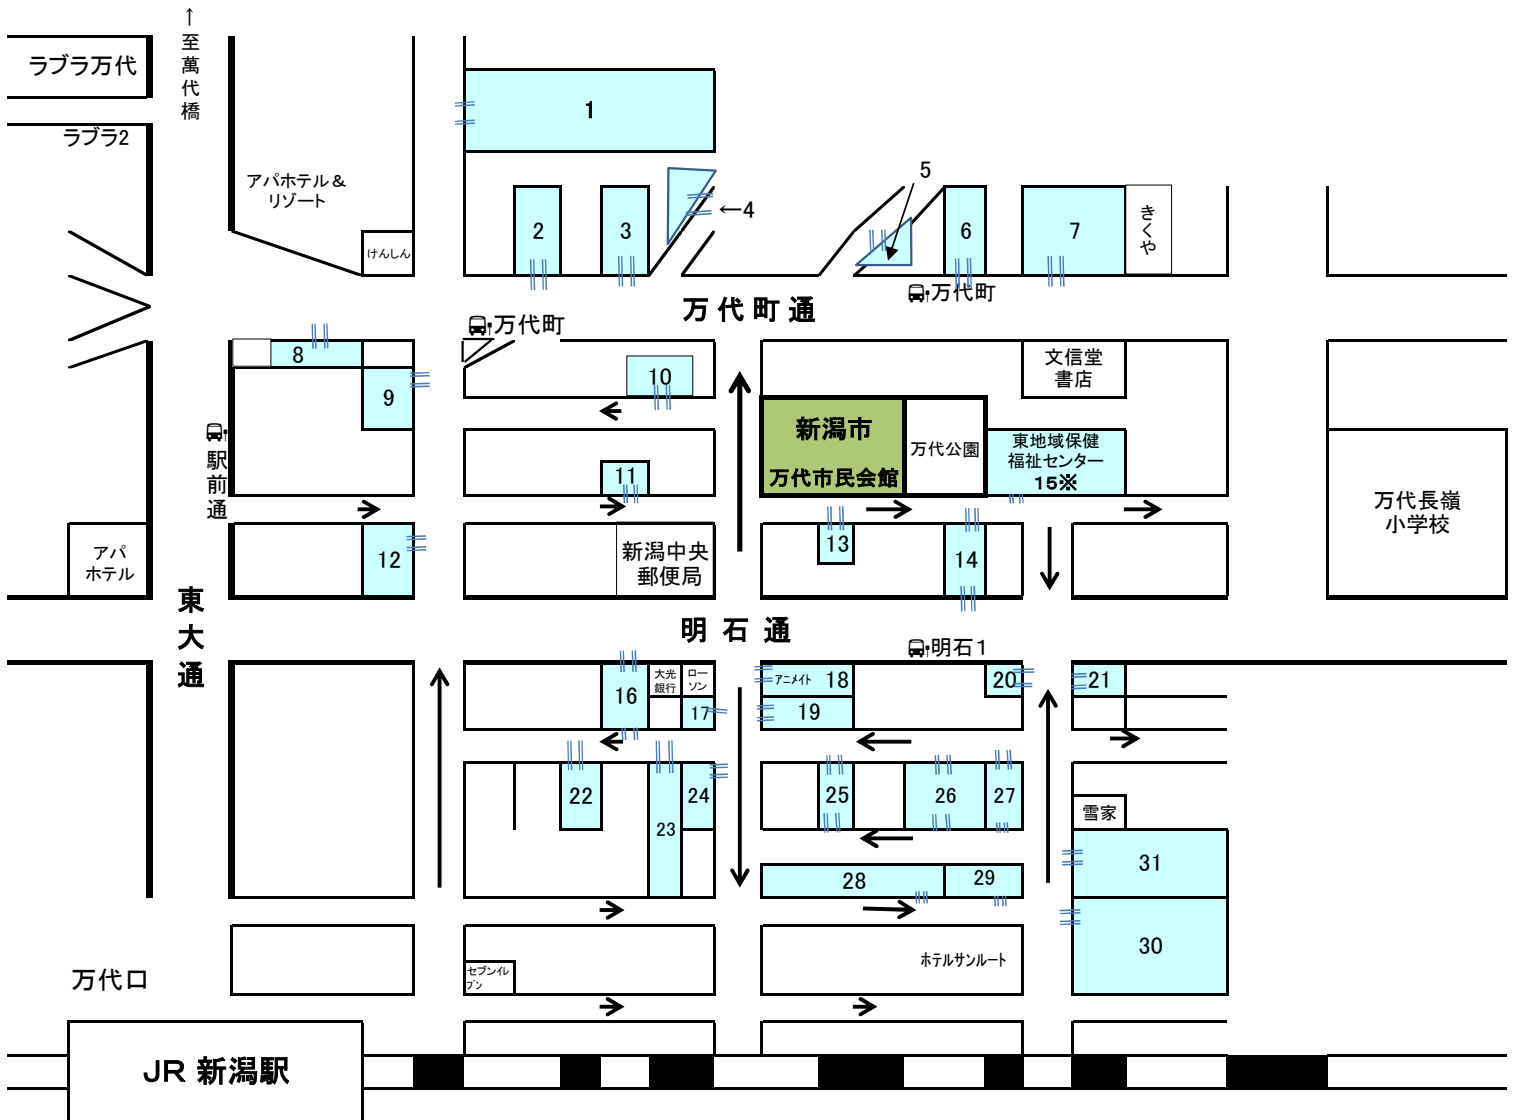 ↑
至萬代橋
ラブラ万代
ラブラ2
アパホテル＆
リゾート
けんしん
1
2
3
←4
5
6
7
きくや
万代町通
万代町
万代町
8
9
10
11
12
駅前通
新潟市
万代市民会館
万代公園
文信堂
書店
東地域保健
福祉センター
15※
万代長嶺
小学校
アパ
ホテル
新潟中央
郵便局
13
14
東大通
明石通
明石１
16
大光
銀行
ロー
ソン
17
アニメイト 18
19
20
21
22
23
24
25
26
27
雪家
28
29
31
30
セブンイレ
ブン
ホテルサンルート
万代口
ＪＲ 新潟駅